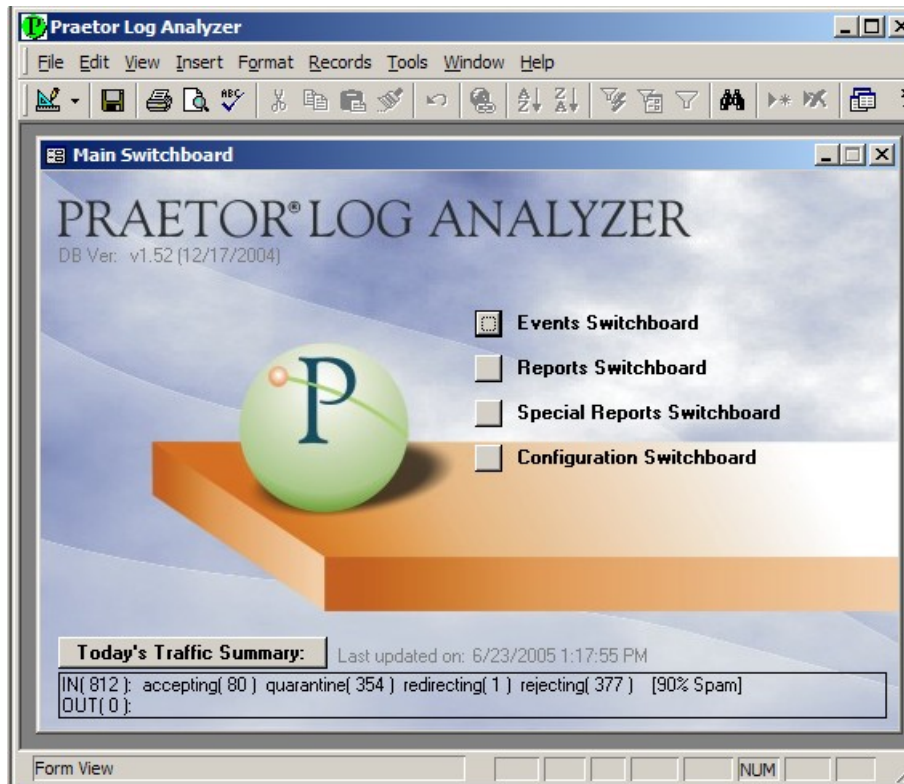 Praetor Log Analyzer
File Edit View Insert Format Records Tools Window Help
ABC
Main Switchboard
PRAETOR® LOG ANALYZER
DB Ver: v1.52 (12/17/2004)
Events Switchboard
Reports Switchboard
Special Reports Switchboard
Configuration Switchboard
P
Today's Traffic Summary: Last updated on: 6/23/2005 1:17:55 PM
IN( 812 ): accepting( 80 ) quarantine( 354 ) redirecting( 1 ) rejecting( 377 ) [90% Spam]
OUT( 0 ):
Form View NUM